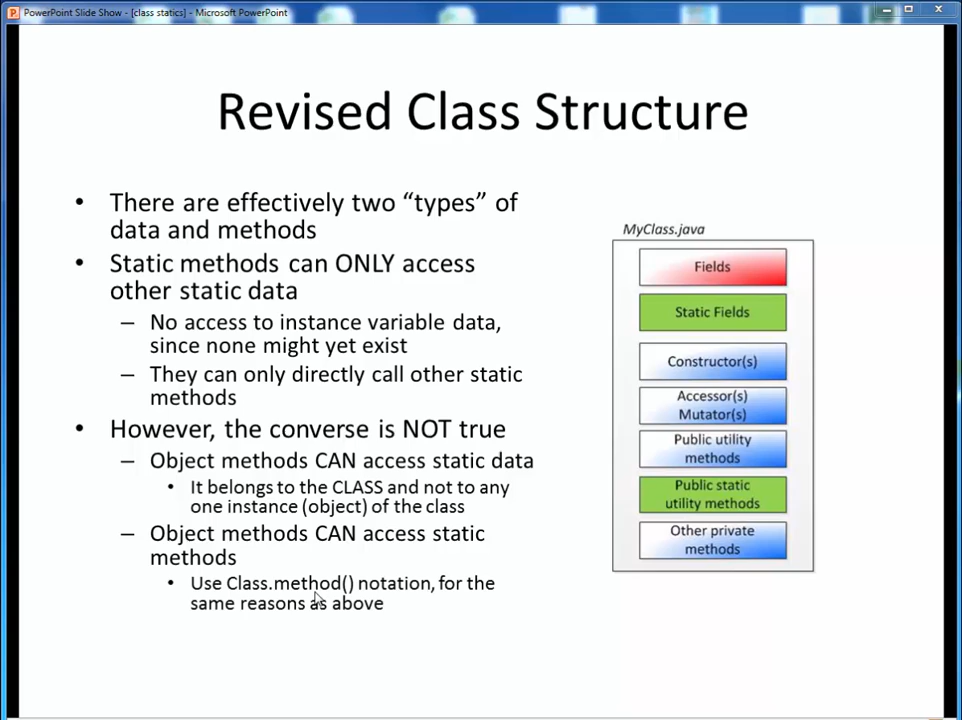 PowerPoint Slide Show - [class statics] - Microsoft PowerPoint
Revised Class Structure
• There are effectively two “types” of
data and methods
• Static methods can ONLY access
other static data
– No access to instance variable data,
since none might yet exist
– They can only directly call other static
methods
• However, the converse is NOT true
– Object methods CAN access static data
• It belongs to the CLASS and not to any
one instance (object) of the class
– Object methods CAN access static
methods
• Use Class.method() notation, for the
same reasons as above
MyClass.java
Fields
Static Fields
Constructor(s)
Accessor(s)
Mutator(s)
Public utility
methods
Public static
utility methods
Other private
methods